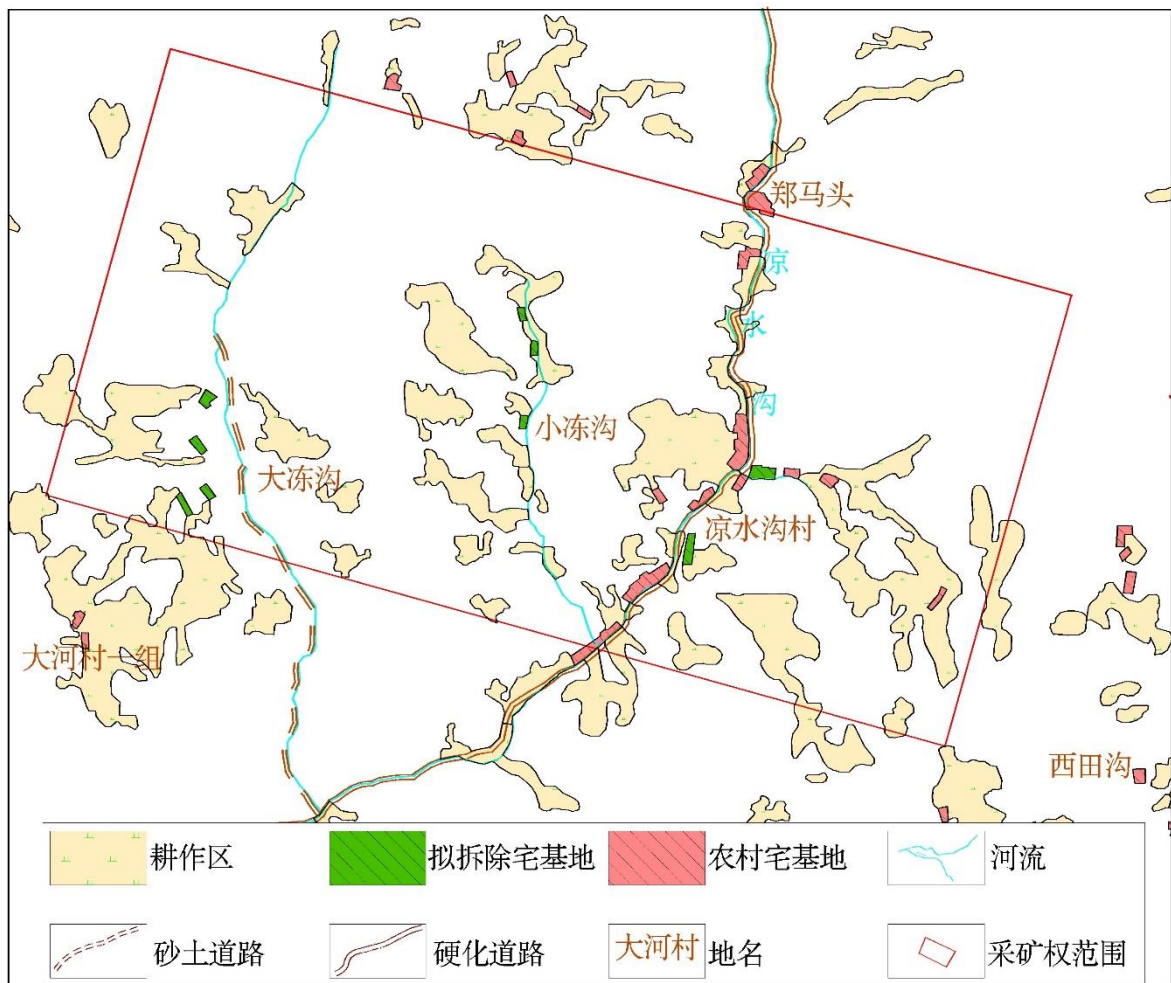 郑马头
凉
水
沟
小冻沟
大冻沟
凉水沟村
大河村一组
西田沟
耕作区
拟拆除宅基地
农村宅基地
河流
砂土道路
硬化道路
大河村
地名
采矿权范围